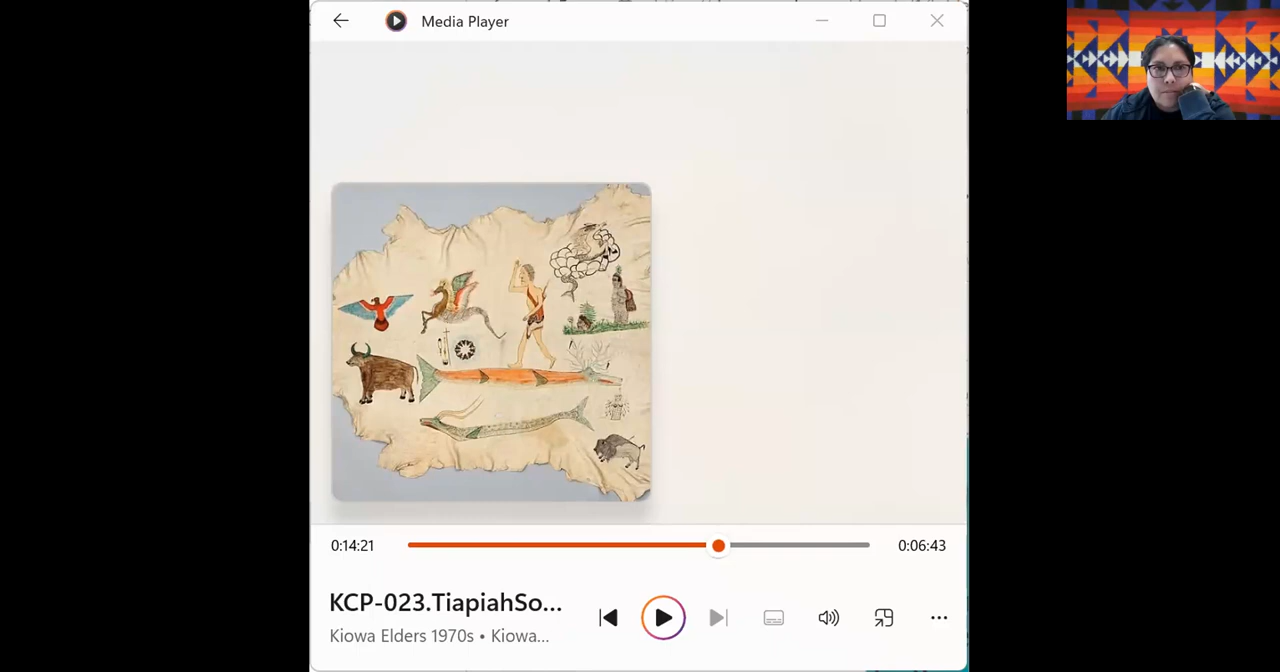 Media Player
0:14:21
0:06:43
KCP-023.TiapiahSo...
Kiowa Elders 1970s • Kiowa...